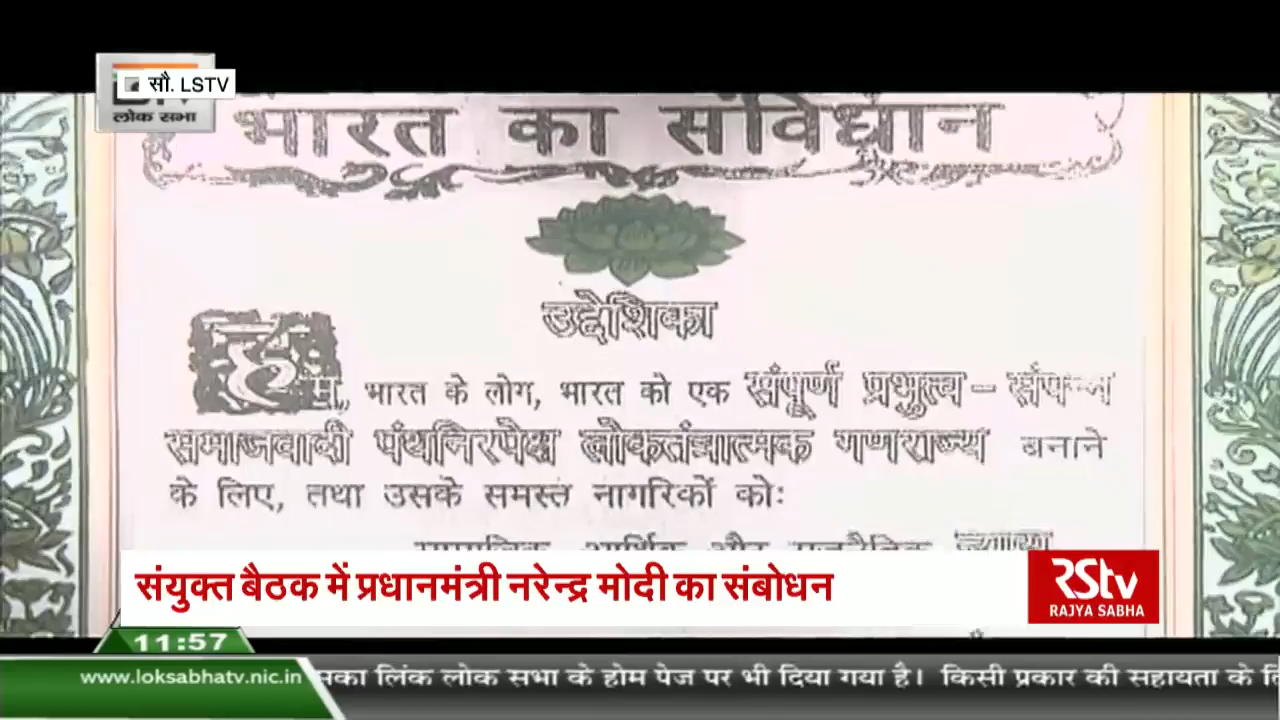 सौ. LSTV
लोक सभा
भारत का संविधान
उद्देशिका
हम, भारत के लोग, भारत को एक संपूर्ण प्रभुत्व – संपन्न
समाजवादी पंथनिरपेक्ष लोकतंत्रात्मक गणराज्य बनाने
के लिए, तथा उसके समस्त नागरिकों को:
संयुक्त बैठक में प्रधानमंत्री नरेन्द्र मोदी का संबोधन
RStv
RAJYA SABHA
11:57
www.loksabhatv.nic.in
लिंक लोक सभा के होम पेज पर भी दिया गया है। किसी प्रकार की सहायता के